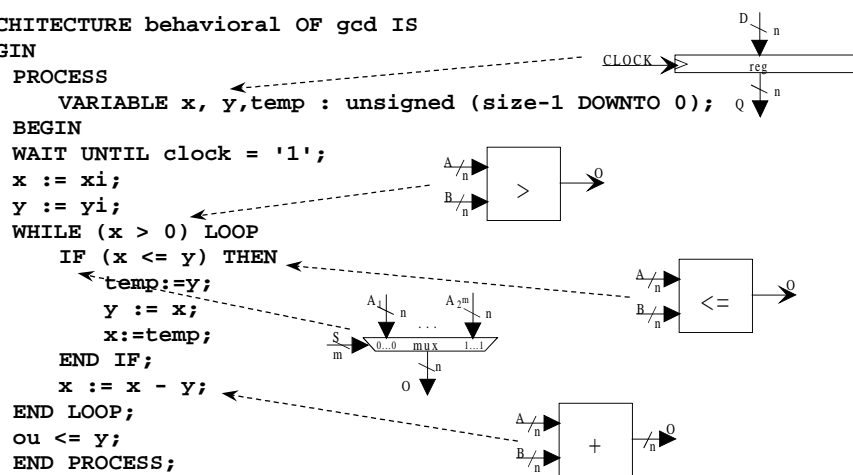 CHITECTURE behavioral OF gcd IS
GIN
PROCESS
VARIABLE x, y,temp : unsigned (size-1 DOWNTO 0);
BEGIN
WAIT UNTIL clock = '1';
x := xi;
y := yi;
WHILE (x > 0) LOOP
IF (x <= y) THEN
temp:=y;
y := x;
x:=temp;
END IF;
x := x - y;
END LOOP;
ou <= y;
END PROCESS;
D n
CLOCK reg
Q n
A n
B n
> O
A n
B n
<= O
A1 n ... A2m n
S m 0...0 mux 1...1
O n
A n
B n
+ n O